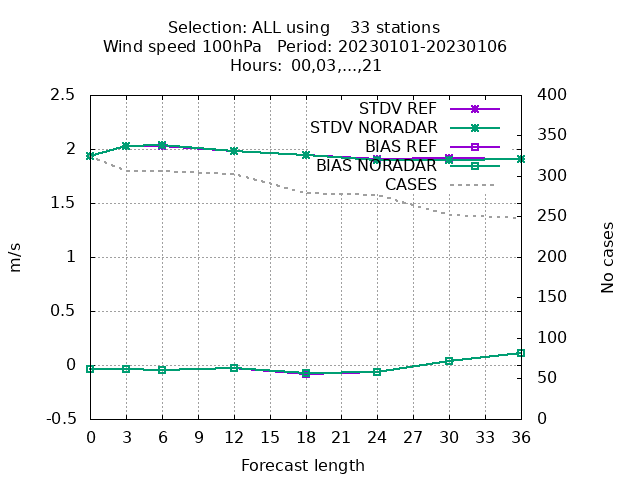 Selection: ALL using    33 stations
Wind speed 100hPa   Period: 20230101-20230106
Hours:  00,03,...,21
2.5
2
1.5
1
0.5
0
-0.5
m/s
400
350
300
250
200
150
100
50
0
No cases
STDV REF
STDV NORADAR
BIAS REF
BIAS NORADAR
CASES
0 3 6 9 12 15 18 21 24 27 30 33 36
Forecast length